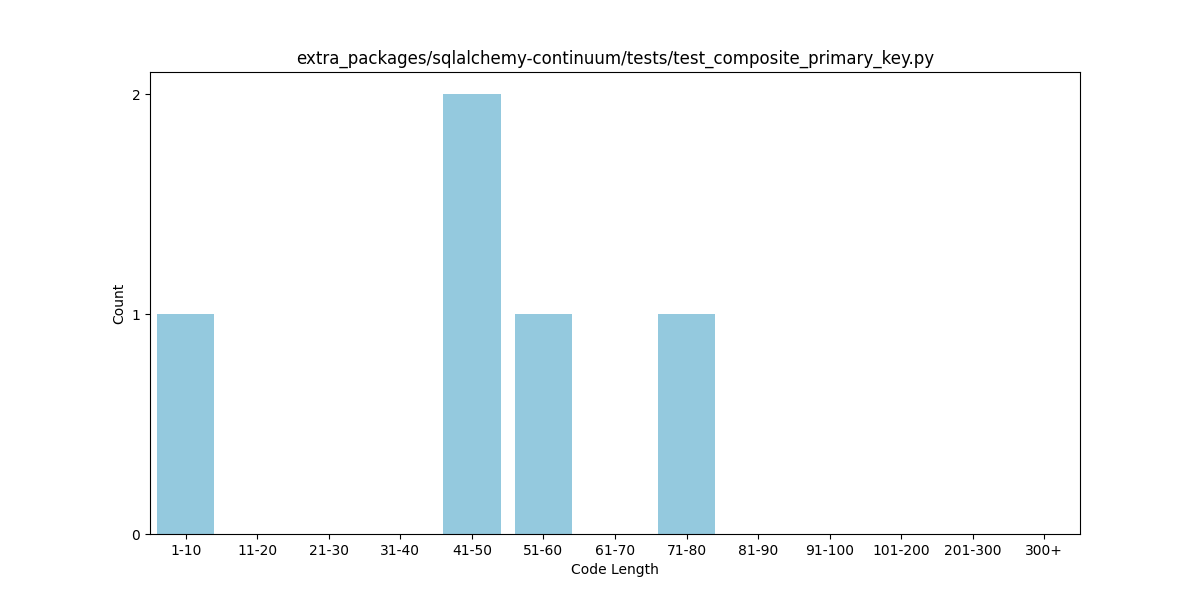 extra_packages/sqlalchemy-continuum/tests/test_composite_primary_key.py
Count
2
1
0
1-10 11-20 21-30 31-40 41-50 51-60 61-70 71-80 81-90 91-100 101-200 201-300 300+
Code Length